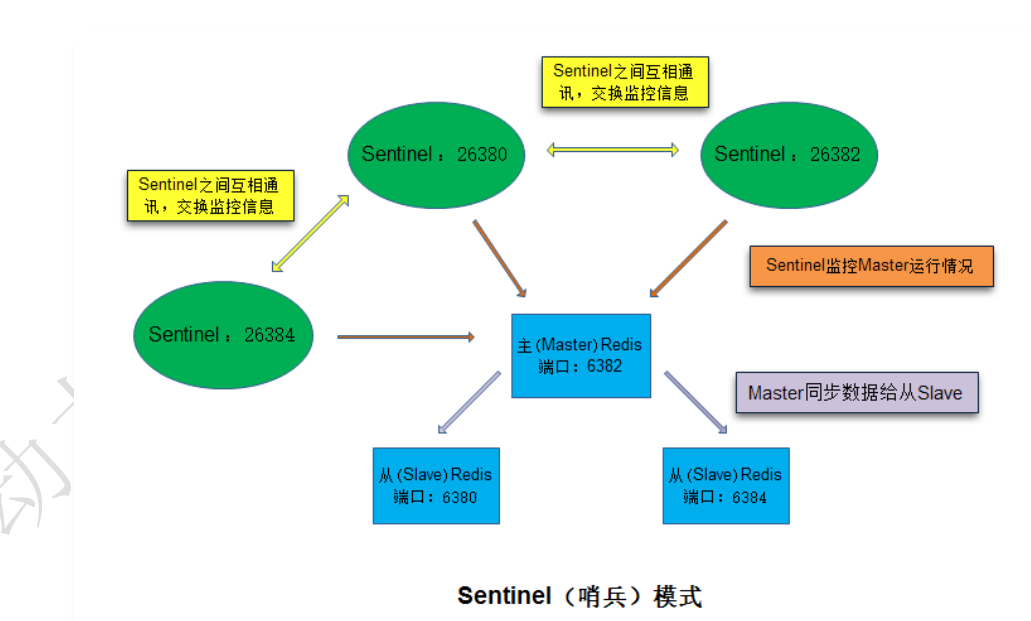 Sentinel之间互相通
讯，交换监控信息
Sentinel：26380
Sentinel：26382
Sentinel之间互相通
讯，交换监控信息
Sentinel监控Master运行情况
Sentinel：26384
主(Master)Redis
端口：6382
Master同步数据给从Slave
从(Slave)Redis
端口：6380
从(Slave)Redis
端口：6384
Sentinel（哨兵）模式
动